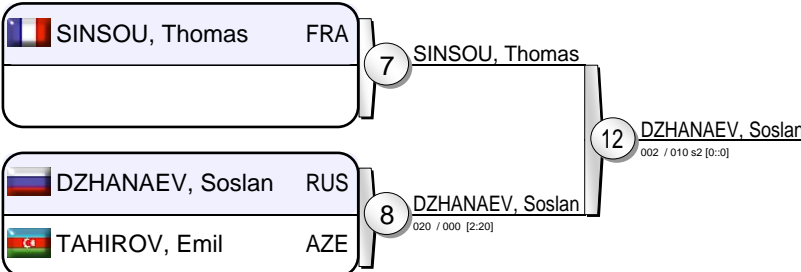 SINSOU, Thomas FRA
7
SINSOU, Thomas
12
DZHANAEV, Soslan
002 / 010 s2 [0::0]
DZHANAEV, Soslan RUS
8
DZHANAEV, Soslan
020 / 000 [2:20]
TAHIROV, Emil AZE